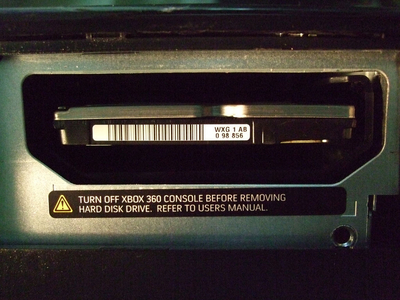 WXG 1 AB
0 98 856
TURN OFF XBOX 360 CONSOLE BEFORE REMOVING
HARD DISK DRIVE. REFER TO USERS MANUAL.